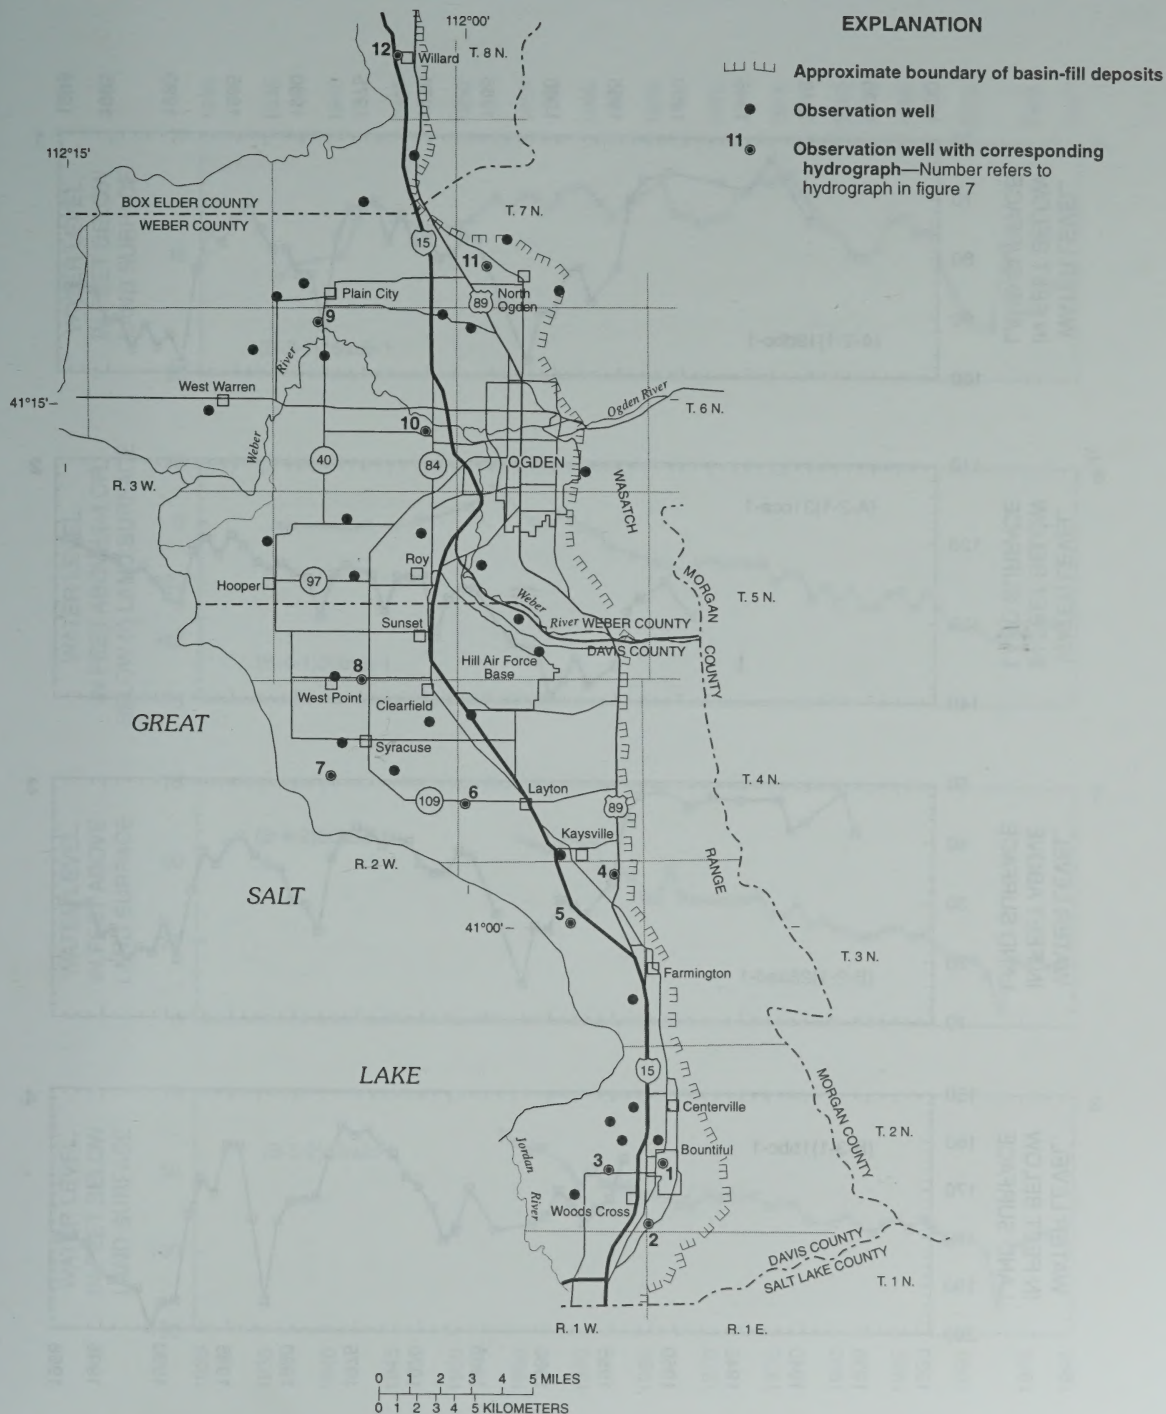 EXPLANATION
Approximate boundary of basin-fill deposits
Observation well
11
Observation well with corresponding
hydrograph—Number refers to
hydrograph in figure 7
112°00'
12
Willard
T. 8 N.
112°15'
BOX ELDER COUNTY
WEBER COUNTY
T. 7 N.
15
11
Plain City
89
North
Ogden
9
River
West Warren
41°15'
Ogden River
T. 6 N.
10
Weber
40
84
OGDEN
WASATCH
R. 3 W.
Roy
Hooper
97
MORGAN
COUNTY
T. 5 N.
Weber
River
WEBER COUNTY
DAVIS COUNTY
Sunset
8
Hill Air Force
Base
West Point
Clearfield
GREAT
Syracuse
7
T. 4 N.
109
6
Layton
89
Kaysville
R. 2 W.
4
RANGE
SALT
5
41°00'
T. 3 N.
Farmington
LAKE
15
Centerville
MORGAN COUNTY
T. 2 N.
Jordan
River
Bountiful
3
1
Woods Cross
2
DAVIS COUNTY
SALT LAKE COUNTY
T. 1 N.
R. 1 W.
R. 1 E.
0 1 2 3 4 5 MILES
0 1 2 3 4 5 KILOMETERS